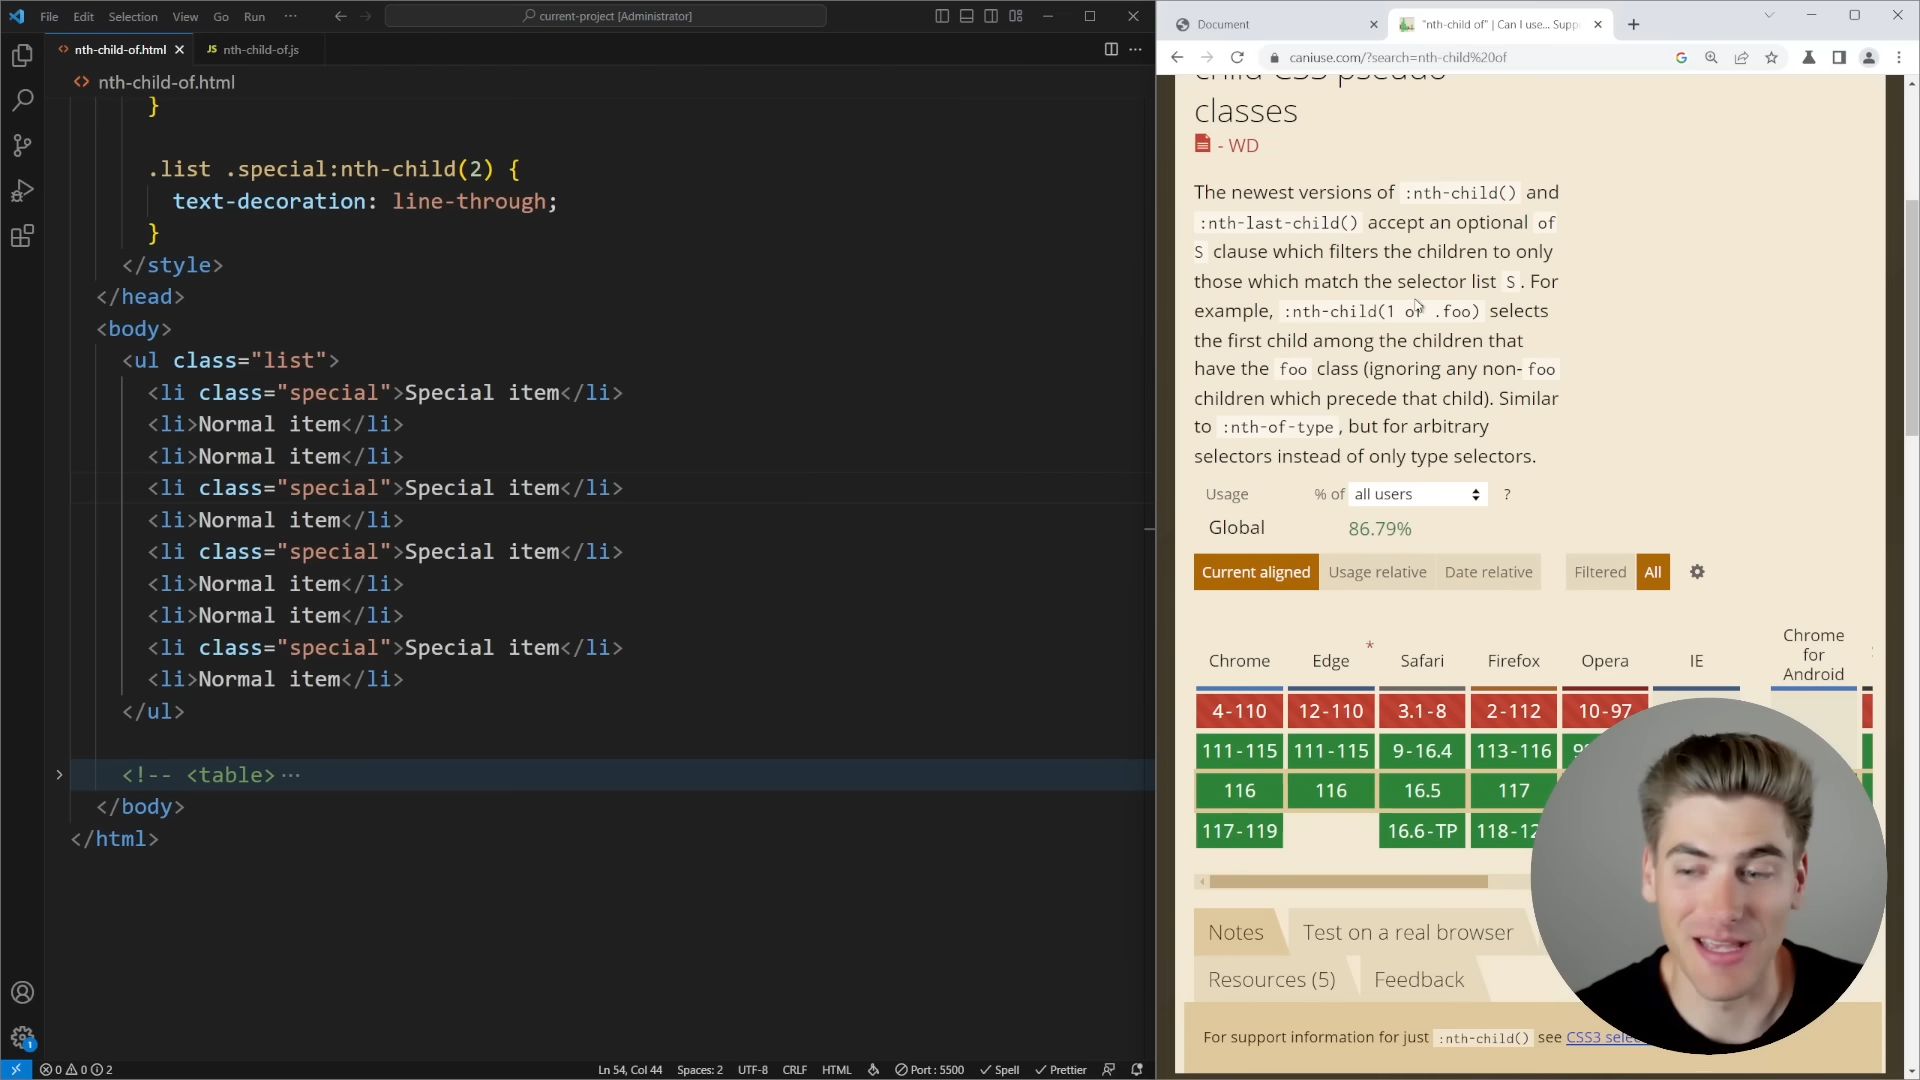 File Edit Selection View Go Run ···
current-project [Administrator]
nth-child-of.html
JS nth-child-of.js
nth-child-of.html
}
.list .special:nth-child(2) {
text-decoration: line-through;
}
</style>
</head>
<body>
<ul class="list">
<li class="special">Special item</li>
<li>Normal item</li>
<li>Normal item</li>
<li class="special">Special item</li>
<li>Normal item</li>
<li class="special">Special item</li>
<li>Normal item</li>
<li>Normal item</li>
<li class="special">Special item</li>
<li>Normal item</li>
</ul>
<!-- <table> ···
</body>
</html>
1
0 0 2
Ln 54, Col 44 Spaces: 2 UTF-8 CRLF HTML Port : 5500 Spell Prettier
Document
"nth-child of" | Can I use... Supp
caniuse.com/?search=nth-child%20of
child CSS pseudo
classes
- WD
The newest versions of :nth-child() and
:nth-last-child() accept an optional of
S clause which filters the children to only
those which match the selector list S . For
example, :nth-child(1 of .foo) selects
the first child among the children that
have the foo class (ignoring any non- foo
children which precede that child). Similar
to :nth-of-type , but for arbitrary
selectors instead of only type selectors.
Usage % of all users ?
Global 86.79%
Current aligned Usage relative Date relative Filtered All
Chrome Edge * Safari Firefox Opera IE Chrome for Android
4-110 12-110 3.1-8 2-112 10-97
111-115 111-115 9-16.4 113-116
116 116 16.5 117
117-119 16.6-TP 118-12
Notes Test on a real browser
Resources (5) Feedback
For support information for just :nth-child() see CSS3 selec